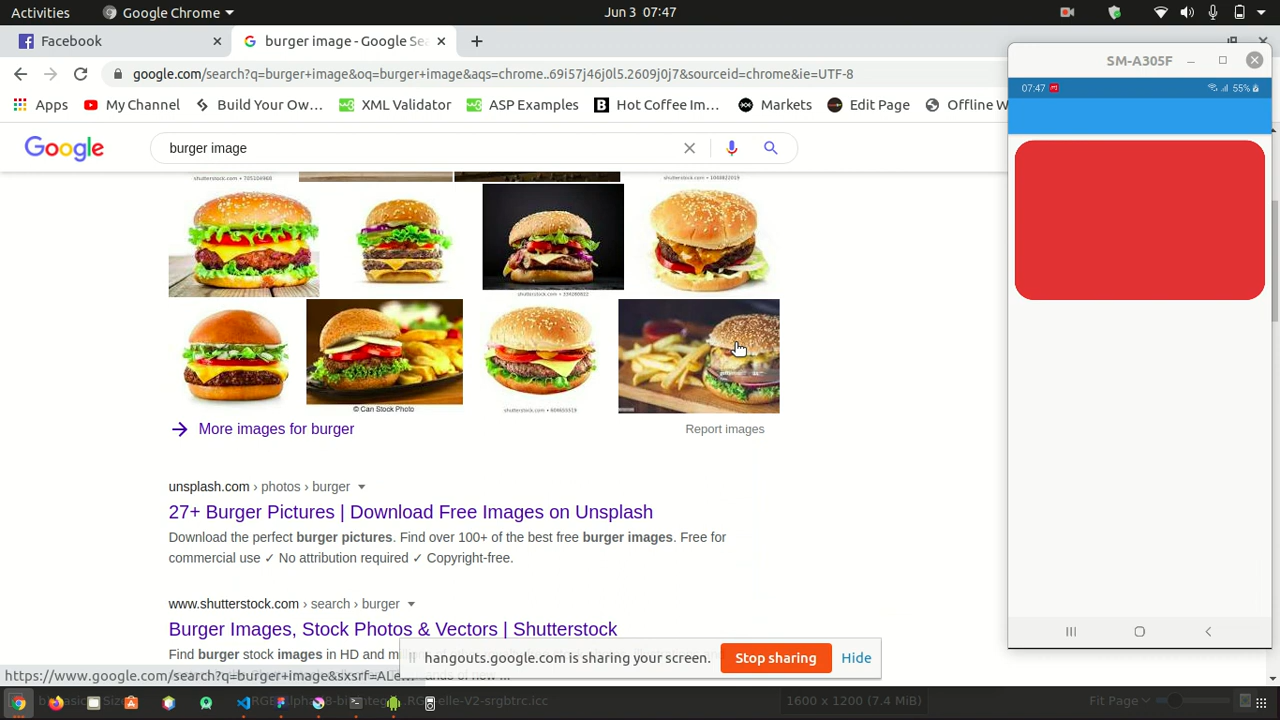 Activities
Google Chrome
Jun 3 07:47
Facebook
burger image - Google Sea
google.com/search?q=burger+image&oq=burger+image&aqs=chrome..69i57j46j0l5.2609j0j7&sourceid=chrome&ie=UTF-8
Apps
My Channel
Build Your Ow…
XML Validator
ASP Examples
Hot Coffee Im…
Markets
Edit Page
Offline W
Google
burger image
© Can Stock Photo
More images for burger
Report images
unsplash.com › photos › burger
27+ Burger Pictures | Download Free Images on Unsplash
Download the perfect burger pictures. Find over 100+ of the best free burger images. Free for
commercial use ✓ No attribution required ✓ Copyright-free.
www.shutterstock.com › search › burger
Burger Images, Stock Photos & Vectors | Shutterstock
Find burger stock images in HD and
hangouts.google.com is sharing your screen.
Stop sharing
Hide
https://www.google.com/search?q=burger+image&sixsrf=ALe…
1600 x 1200 (7.4 MiB)
Fit Page
SM-A305F
07:47
55%